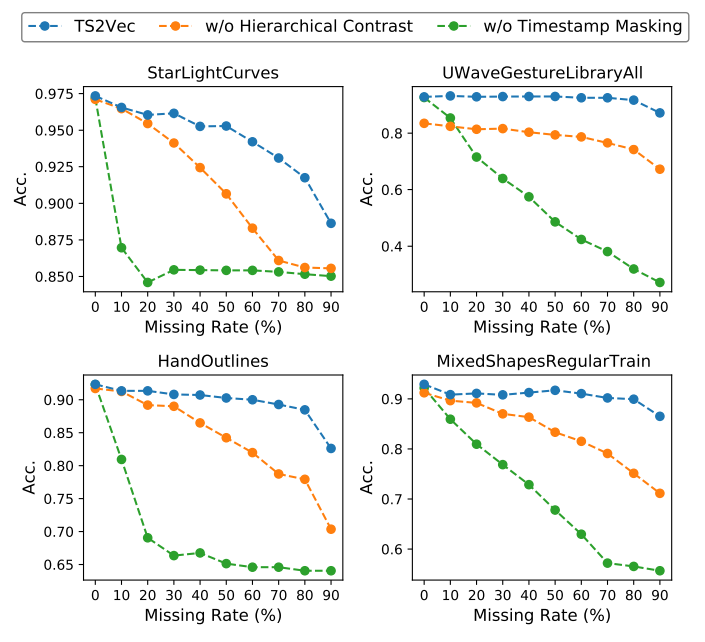 TS2Vec w/o Hierarchical Contrast w/o Timestamp Masking
StarLightCurves
0.975
0.950
0.925
0.900
0.875
0.850
Acc.
0 10 20 30 40 50 60 70 80 90
Missing Rate (%)
UWaveGestureLibraryAll
0.8
0.6
0.4
Acc.
0 10 20 30 40 50 60 70 80 90
Missing Rate (%)
HandOutlines
0.90
0.85
0.80
0.75
0.70
0.65
Acc.
0 10 20 30 40 50 60 70 80 90
Missing Rate (%)
MixedShapesRegularTrain
0.9
0.8
0.7
0.6
Acc.
0 10 20 30 40 50 60 70 80 90
Missing Rate (%)